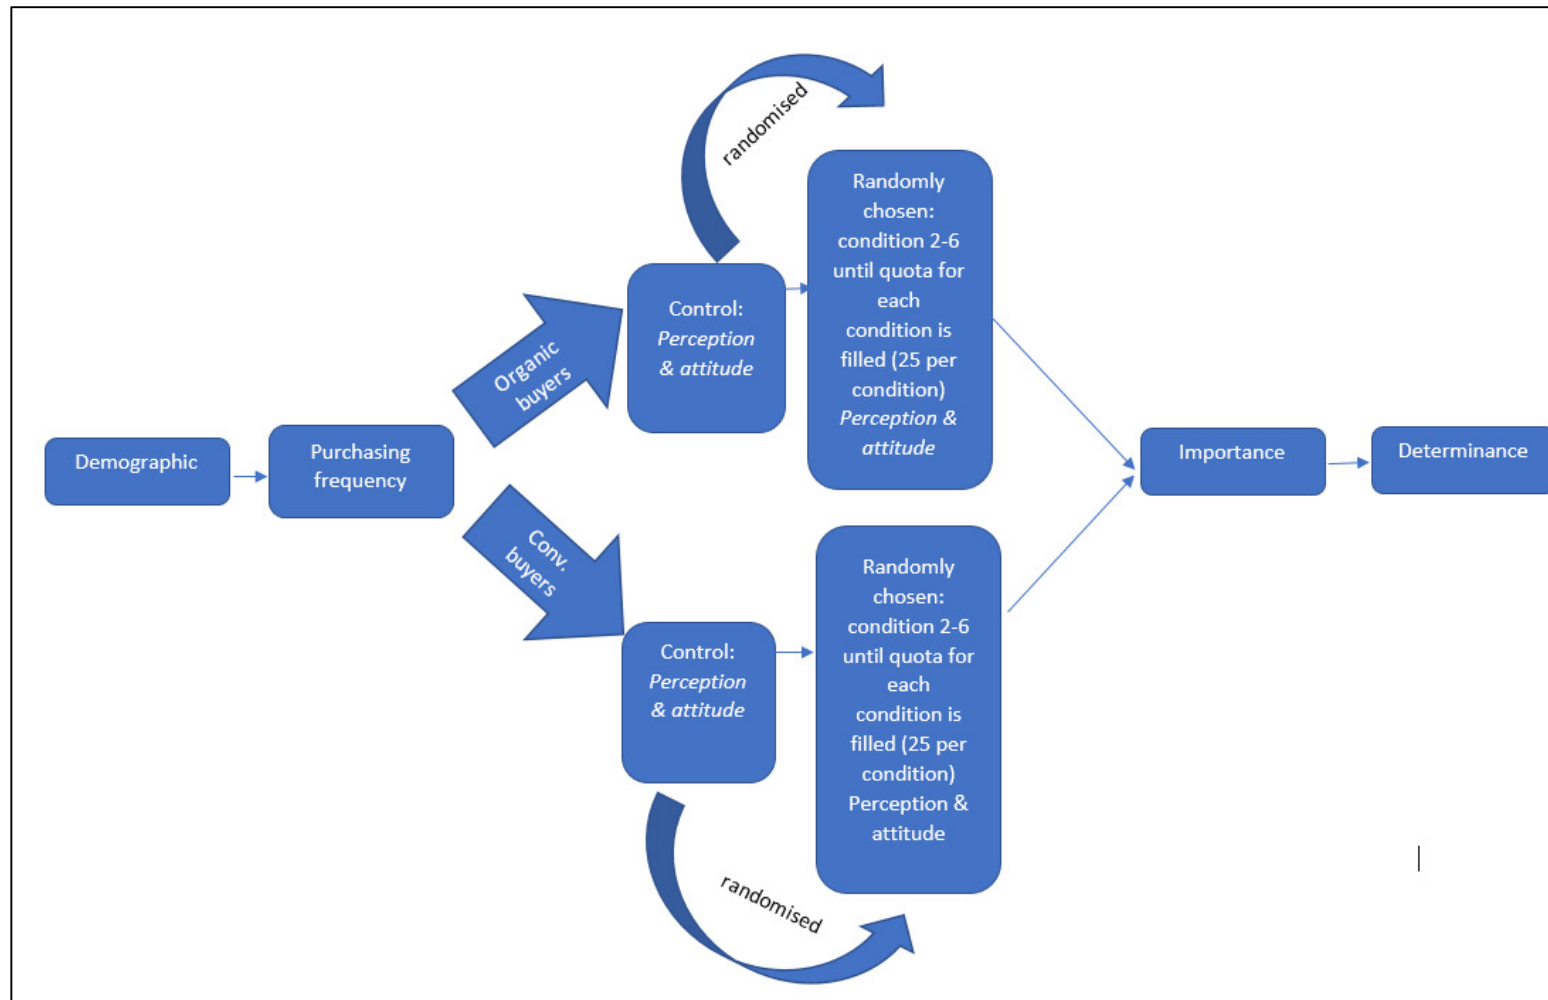 Demographic
Purchasing
frequency
Organic
buyers
Conv.
buyers
randomised
Control:
Perception
& attitude
Randomly
chosen:
condition 2-6
until quota for
each
condition is
filled (25 per
condition)
Perception &
attitude
Control:
Perception
& attitude
randomised
Randomly
chosen:
condition 2-6
until quota for
each
condition is
filled (25 per
condition)
Perception &
attitude
Importance
Determinance